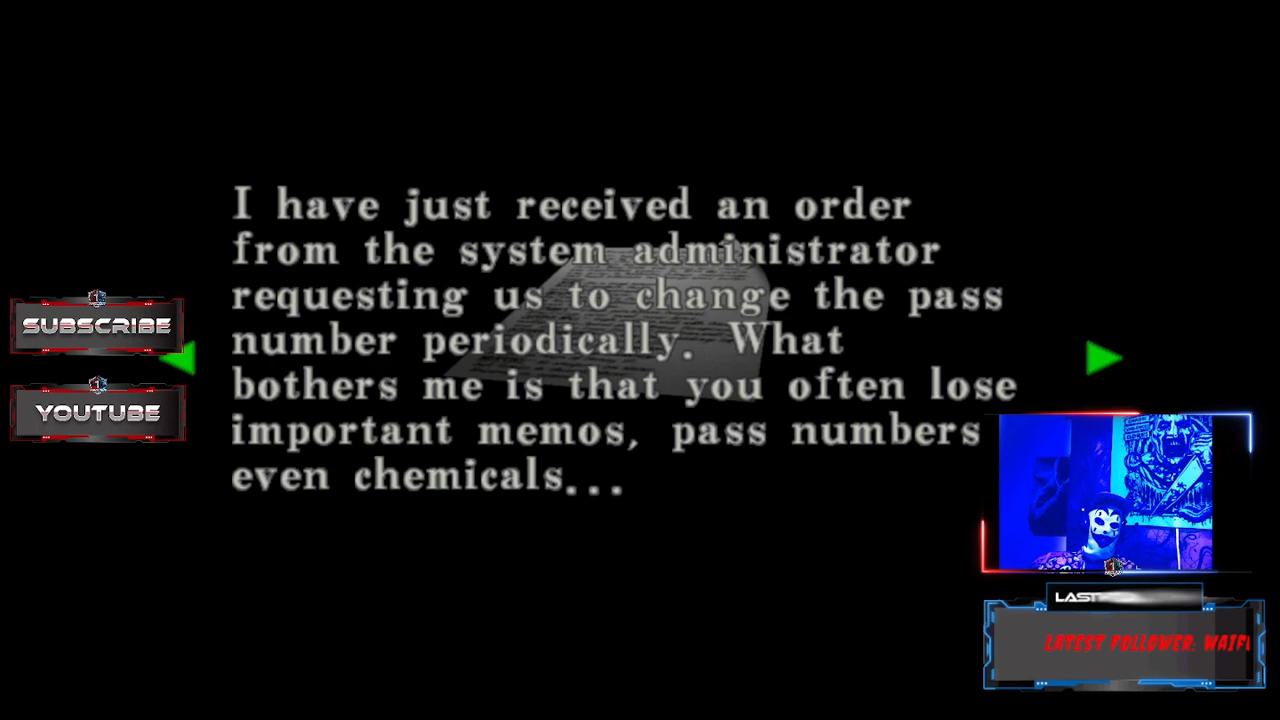 I have just received an order
from the system administrator
requesting us to change the pass
number periodically. What
bothers me is that you often lose
important memos, pass numbers
even chemicals...
SUBSCRIBE
YOUTUBE
LAST
LATEST FOLLOWER: